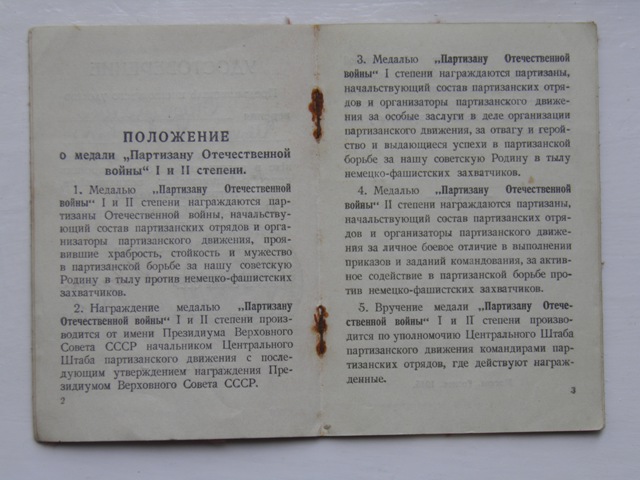 ПОЛОЖЕНИЕ
о медали „Партизану Отечественной
войны“ I и II степени.
1. Медалью „Партизану Отечественной
войны“ I и II степени награждаются пар-
тизаны Отечественной войны, начальству-
ющий состав партизанских отрядов и орга-
низаторы партизанского движения, проя-
вившие храбрость, стойкость и мужество
в партизанской борьбе за нашу советскую
Родину в тылу против немецко-фашистских
захватчиков.
2. Награждение медалью „Партизану
Отечественной войны“ I и II степени произ-
водится от имени Президиума Верховного
Совета СССР начальником Центрального
Штаба партизанского движения с после-
дующим утверждением награждения Пре-
зидиумом Верховного Совета СССР.
2
3. Медалью „Партизану Отечественной
войны“ I степени награждаются партизаны,
начальствующий состав партизанских отря-
дов и организаторы партизанского движе-
ния за особые заслуги в деле организации
партизанского движения, за отвагу и герой-
ство и выдающиеся успехи в партизанской
борьбе за нашу советскую Родину в тылу
немецко-фашистских захватчиков.
4. Медалью „Партизану Отечественной
войны“ II степени награждаются партизаны,
начальствующий состав партизанских отря-
дов и организаторы партизанского движе-
ния за личное боевое отличие в выполнении
приказов и заданий командования, за актив-
ное содействие в партизанской борьбе про-
тив немецко-фашистских захватчиков.
5. Вручение медали „Партизану Отече-
ственной войны“ I и II степени произво-
дится по уполномочию Центрального Штаба
партизанского движения командирами пар-
тизанских отрядов, где действуют награж-
денные.
3